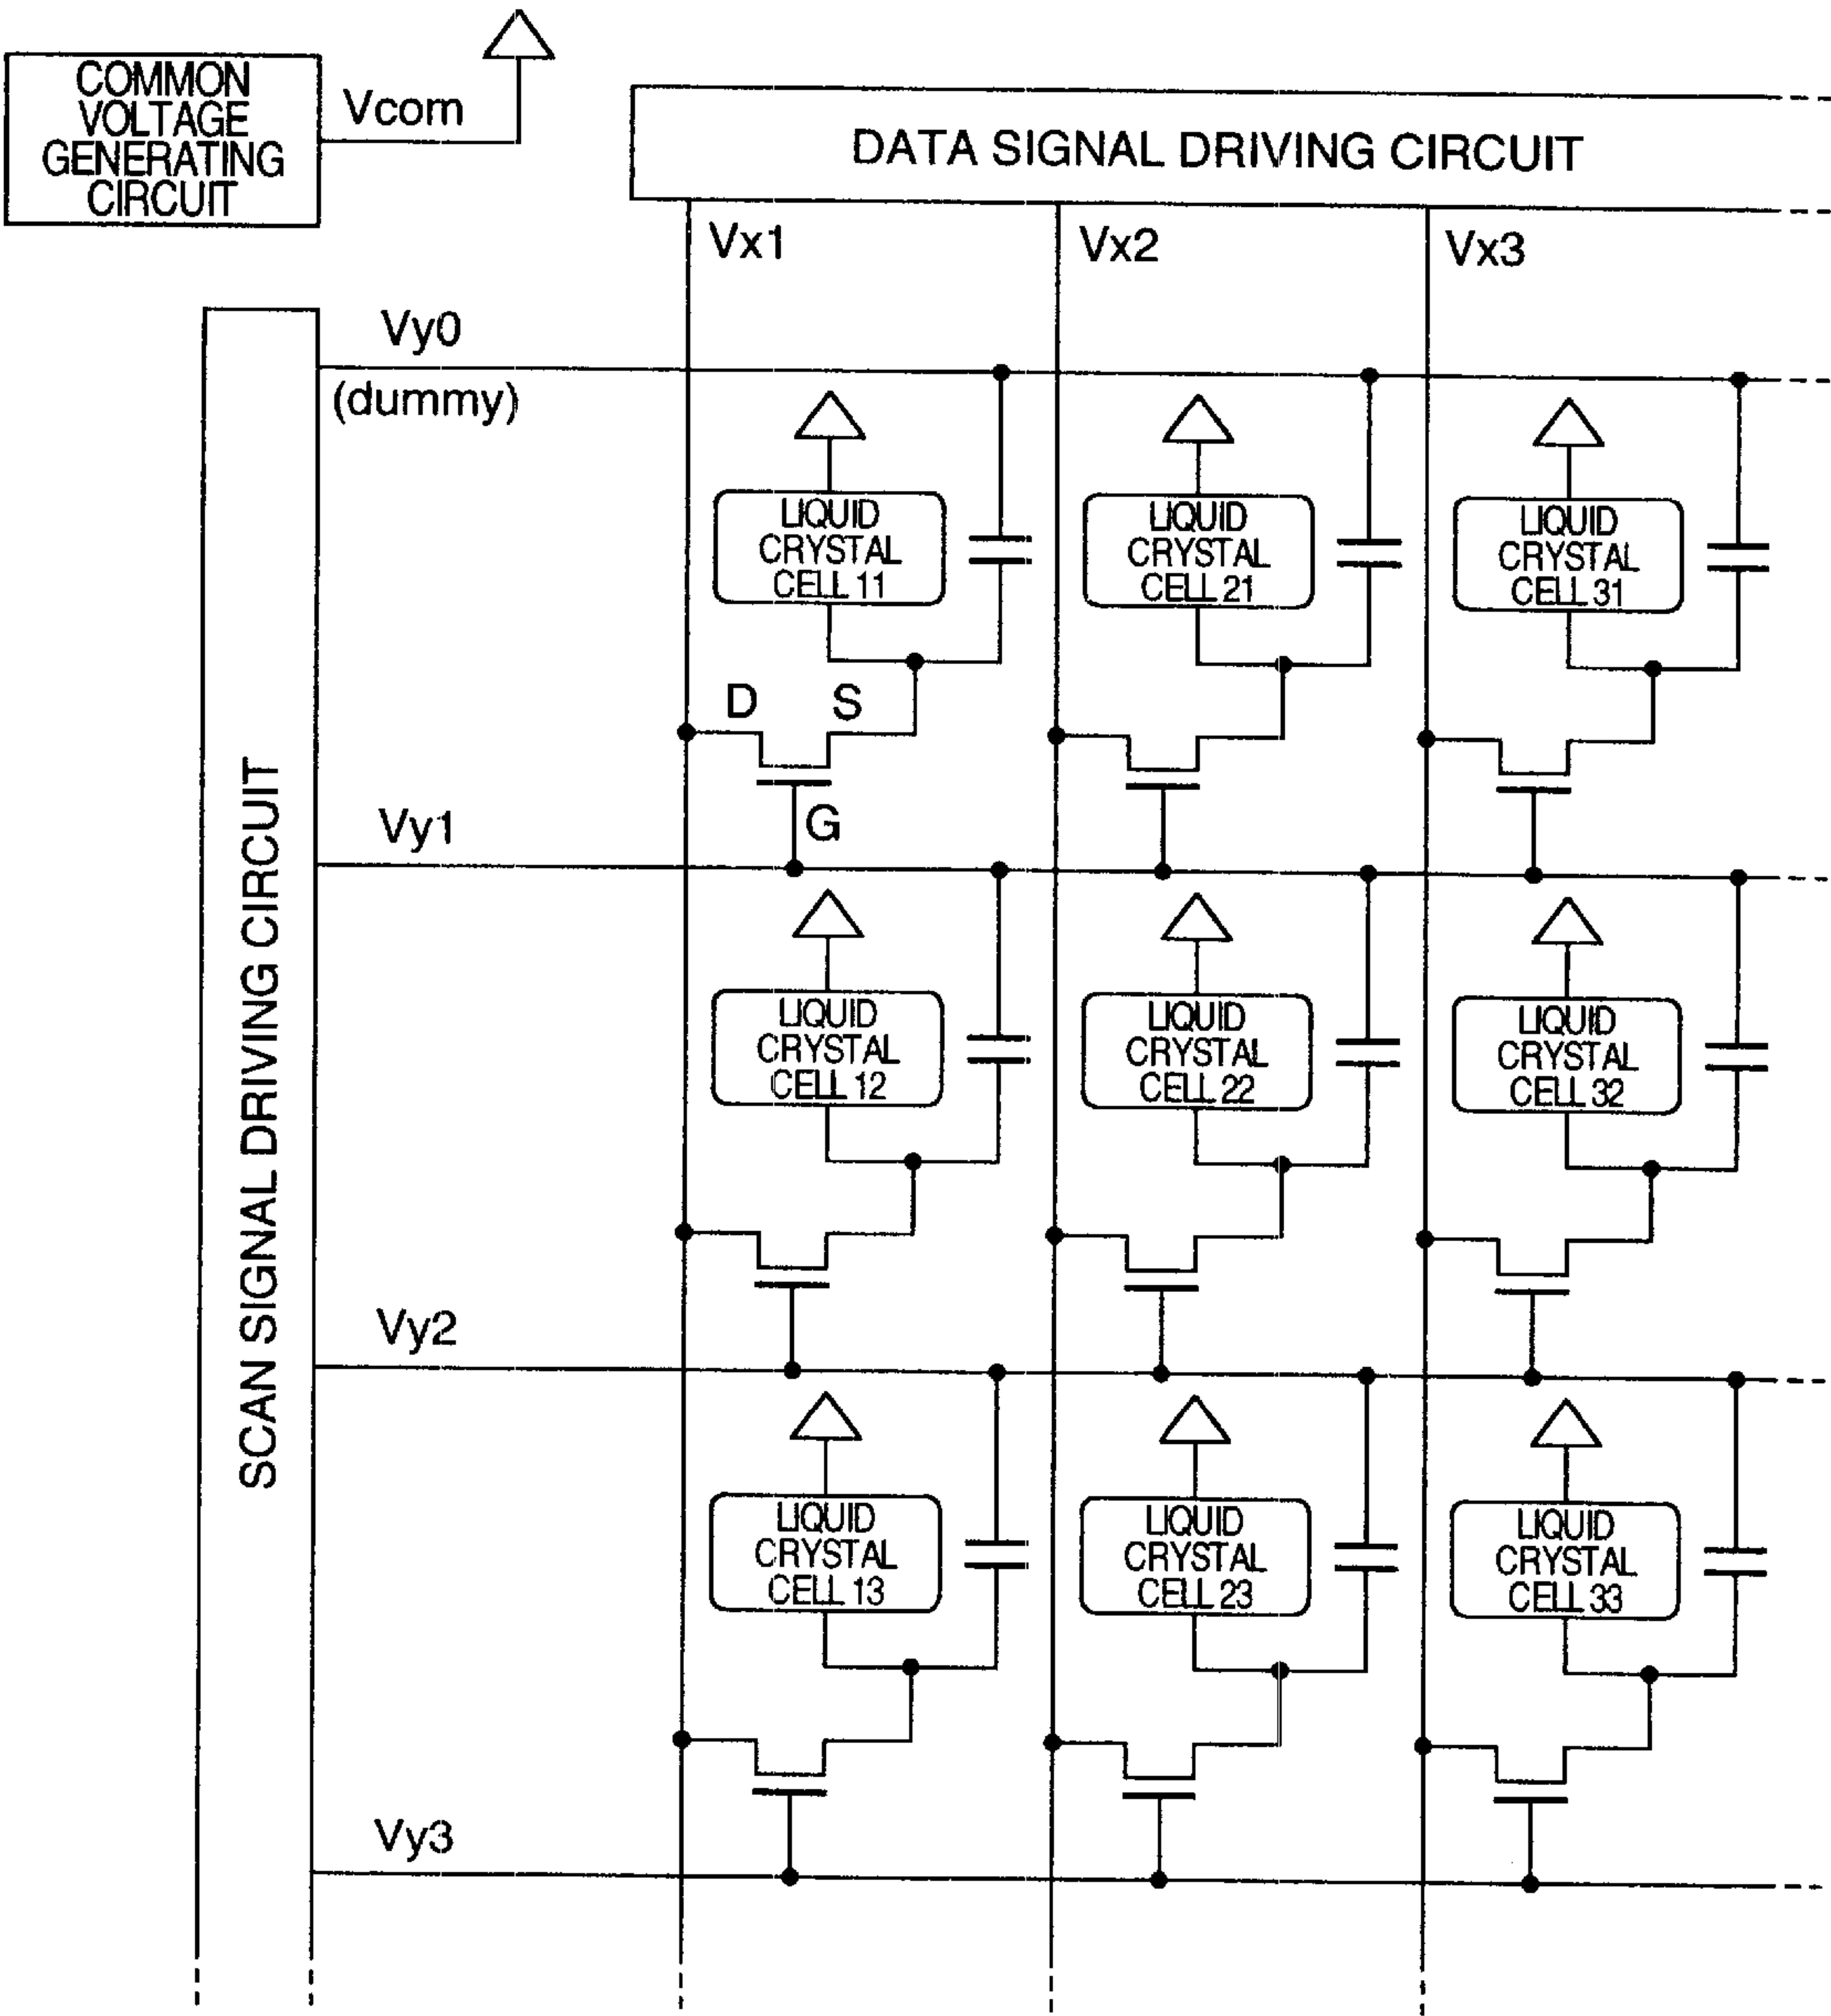 COMMON
VOLTAGE
GENERATING
CIRCUIT
Vcom
DATA SIGNAL DRIVING CIRCUIT
Vx1
Vx2
Vx3
SCAN SIGNAL DRIVING CIRCUIT
Vy0
(dummy)
LIQUID
CRYSTAL
CELL 11
LIQUID
CRYSTAL
CELL 21
LIQUID
CRYSTAL
CELL 31
D
S
G
Vy1
LIQUID
CRYSTAL
CELL 12
LIQUID
CRYSTAL
CELL 22
LIQUID
CRYSTAL
CELL 32
Vy2
LIQUID
CRYSTAL
CELL 13
LIQUID
CRYSTAL
CELL 23
LIQUID
CRYSTAL
CELL 33
Vy3